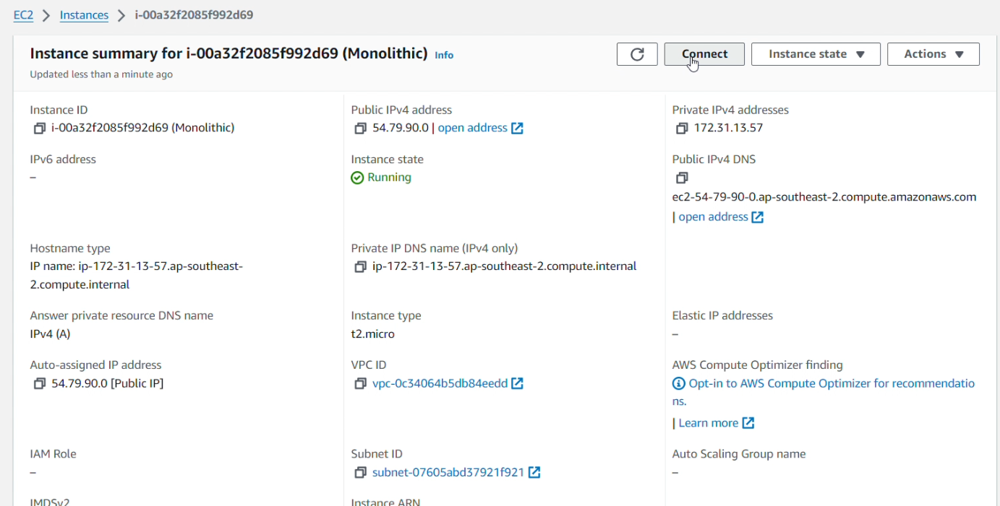 EC2 > Instances > i-00a32f2085f992d69
Instance summary for i-00a32f2085f992d69 (Monolithic) Info
Connect
Instance state
Actions
Updated less than a minute ago
Instance ID
i-00a32f2085f992d69 (Monolithic)
Public IPv4 address
54.79.90.0 | open address
Private IPv4 addresses
172.31.13.57
IPv6 address
–
Instance state
Running
Public IPv4 DNS
ec2-54-79-90-0.ap-southeast-2.compute.amazonaws.com
| open address
Hostname type
IP name: ip-172-31-13-57.ap-southeast-
2.compute.internal
Private IP DNS name (IPv4 only)
ip-172-31-13-57.ap-southeast-2.compute.internal
Answer private resource DNS name
IPv4 (A)
Instance type
t2.micro
Elastic IP addresses
–
Auto-assigned IP address
54.79.90.0 [Public IP]
VPC ID
vpc-0c34064b5db84eedd
AWS Compute Optimizer finding
Opt-in to AWS Compute Optimizer for recommendatio
ns.
| Learn more
IAM Role
–
Subnet ID
subnet-07605abd37921f921
Auto Scaling Group name
–
IMDSv2
Instance ARN